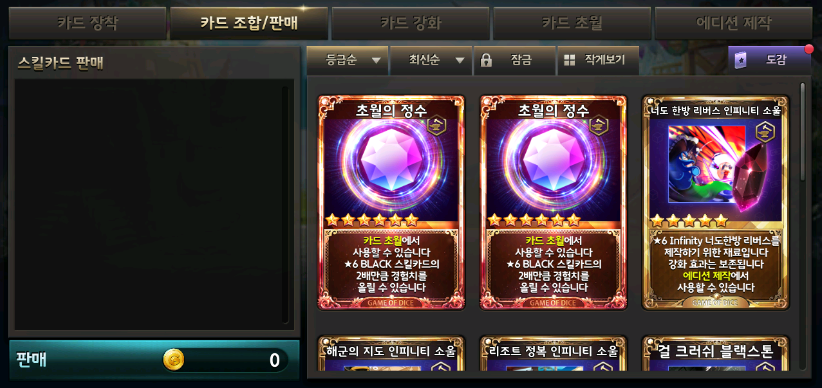 카드 장착
카드 조합/판매
카드 강화
카드 초월
에디션 제작
스킬카드 판매
등급순
최신순
잠금
작게보기
도감
초월의 정수
카드 초월에서
사용할 수 있습니다
★6 BLACK 스킬카드의
2배만큼 경험치를
올릴 수 있습니다
GAME OF DICE
초월의 정수
카드 초월에서
사용할 수 있습니다
★6 BLACK 스킬카드의
2배만큼 경험치를
올릴 수 있습니다
GAME OF DICE
너도 한방 리버스 인피니티 소울
★6 Infinity 너도한방 리버스를
제작하기 위한 재료입니다
강화 효과는 보존됩니다
에디션 제작에서
사용할 수 있습니다
GAME OF DICE
해군의 지도 인피니티 소울
리조트 정복 인피니티 소울
걸 크러쉬 블랙스톤
판매
0